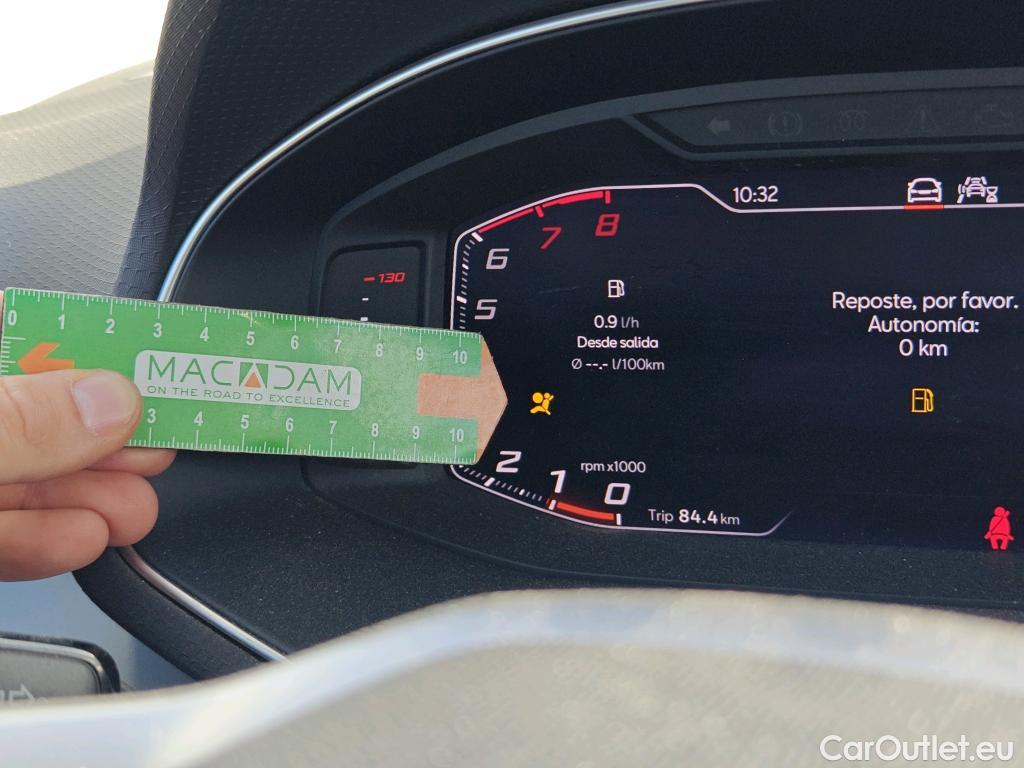 10:32
8
7
6
5
130
0.9 l/h
Desde salida
Ø --.- l/100km
Reposte, por favor.
Autonomía:
0 km
0 1 2 3 4 5 6 7 8 9 10
MACADAM
ON THE ROAD TO EXCELLENCE
3 4 5 6 7 8 9 10
2
1
0
rpm x1000
Trip 84.4 km
CarOutlet.eu